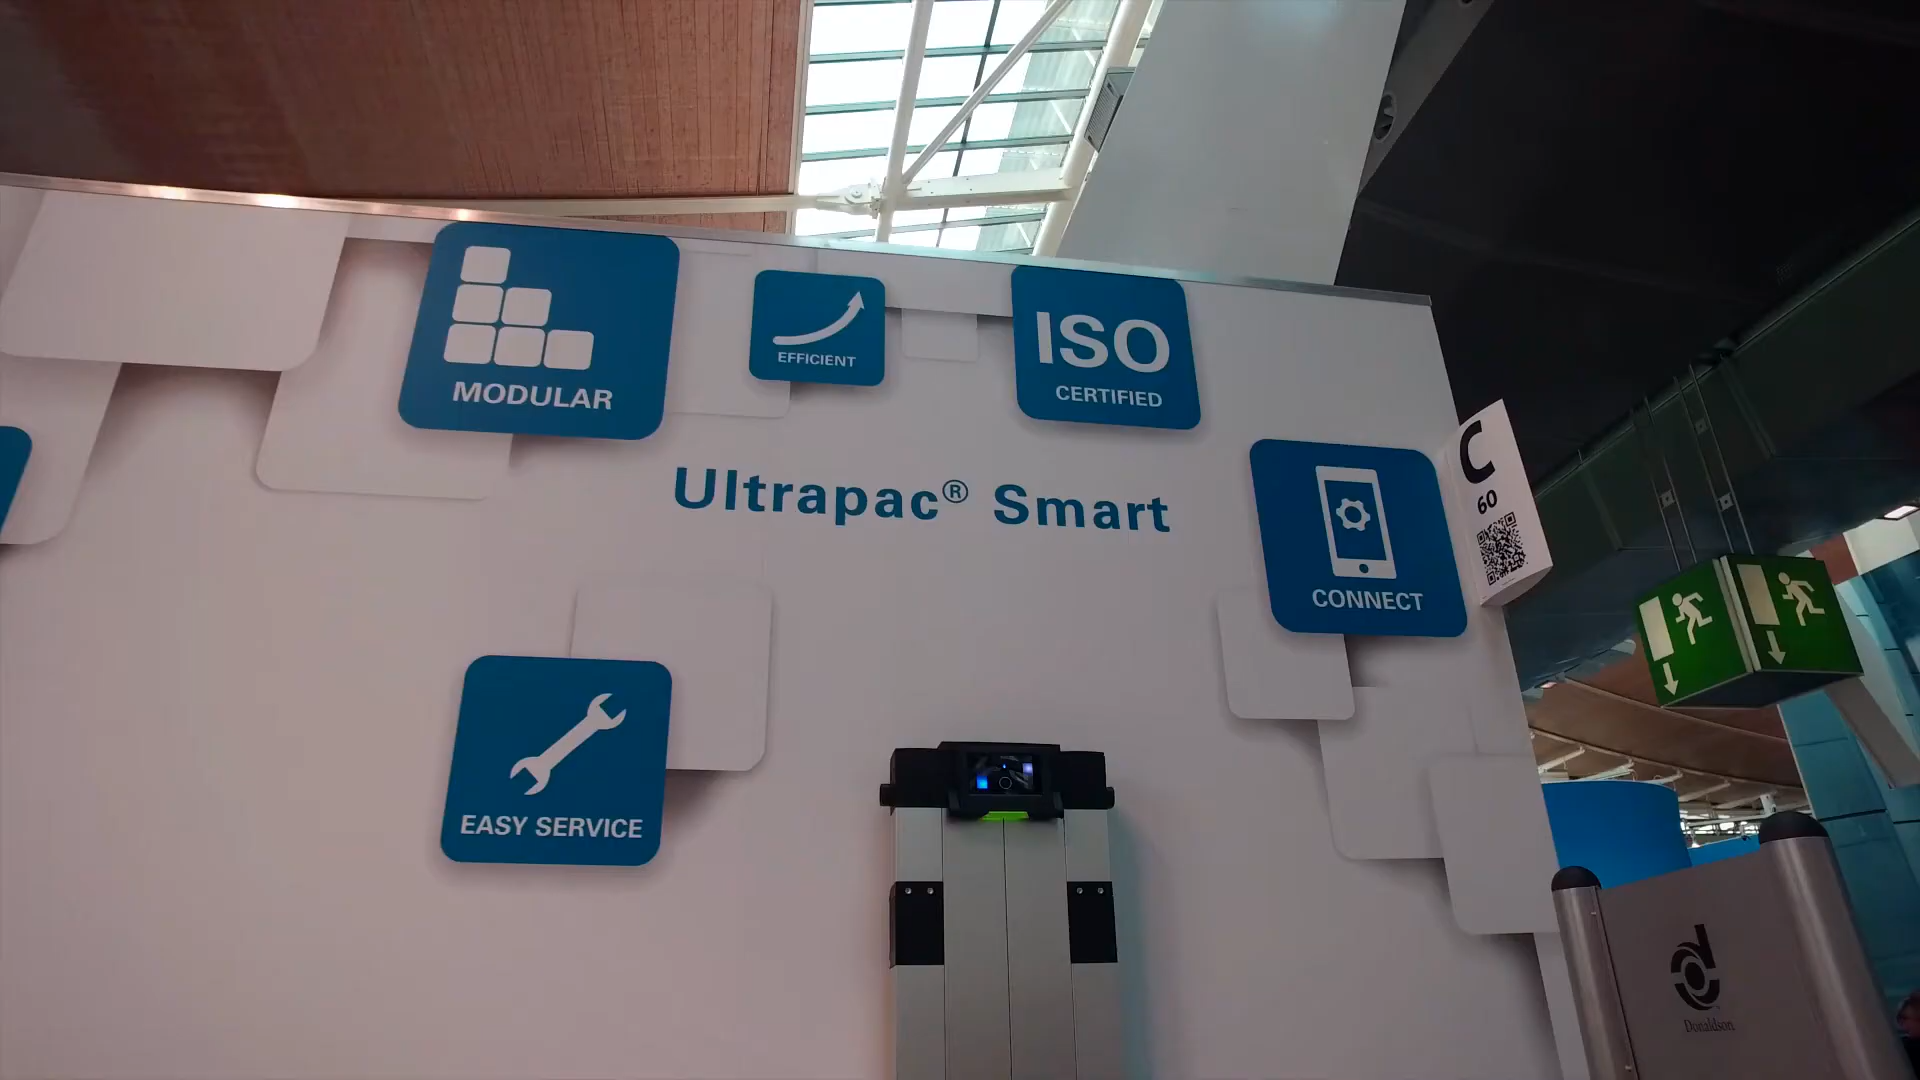 MODULAR
EFFICIENT
ISO
CERTIFIED
Ultrapac® Smart
CONNECT
C
60
EASY SERVICE
Donaldson